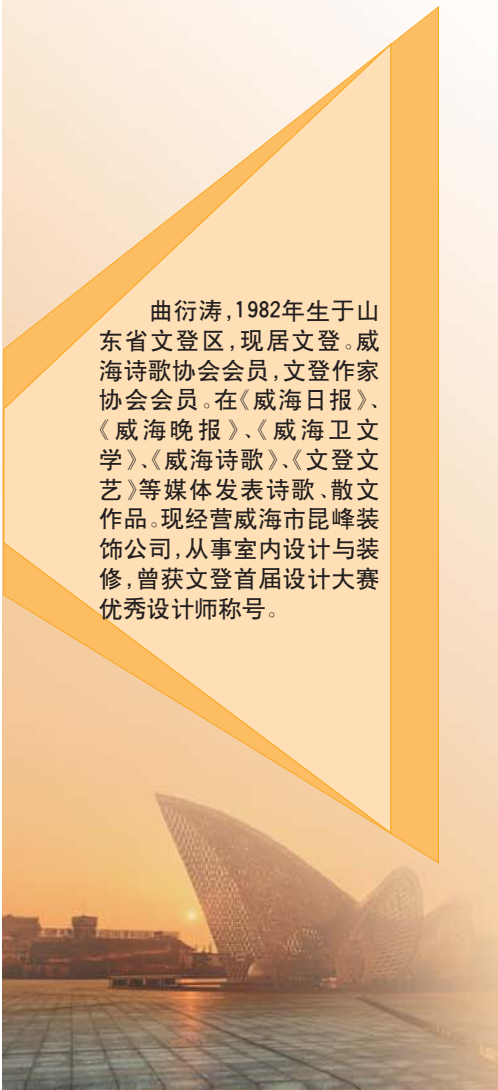 曲衍涛,1982年生于山
东省文登区,现居文登。威
海诗歌协会会员,文登作家
协会会员。在《威海日报》、
《威海晚报》、《威海卫文
学》、《威海诗歌》、《文登文
艺》等媒体发表诗歌、散文
作品。现经营威海市昆峰装
饰公司,从事室内设计与装
修,曾获文登首届设计大赛
优秀设计师称号。